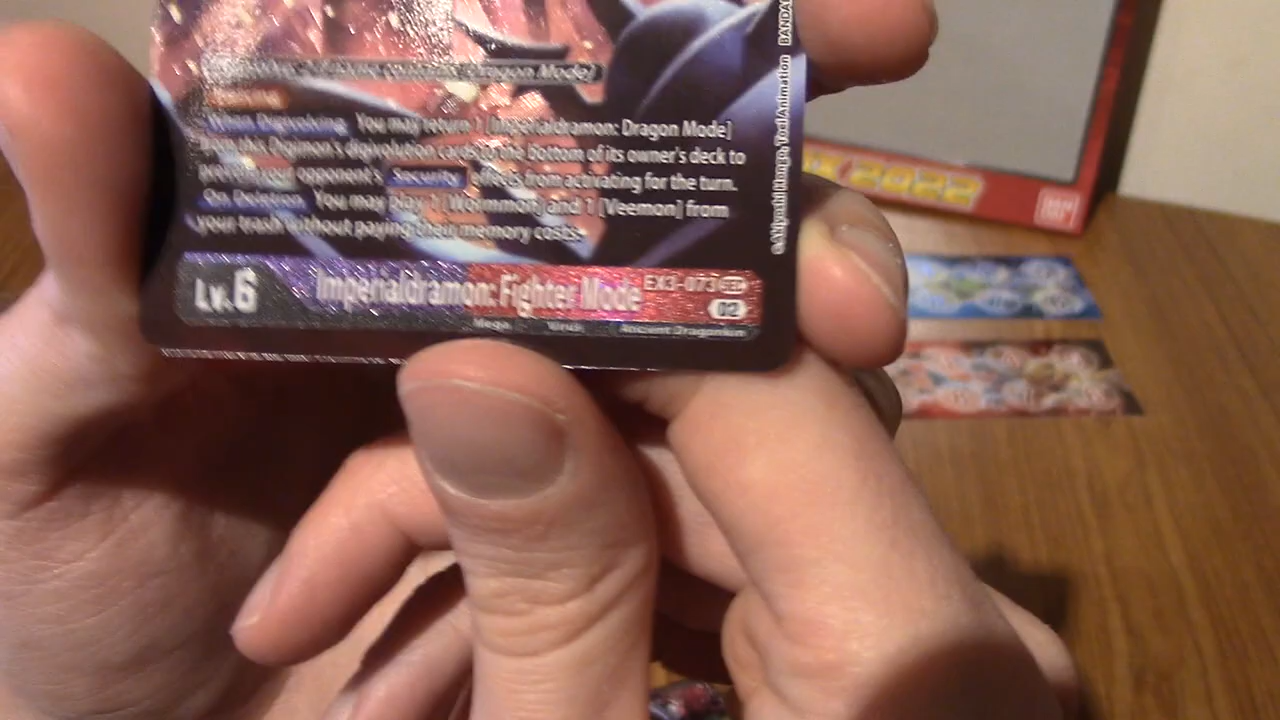 Dragon Mode]
When Digivolving You may return 1 [Imperialdramon: Dragon Mode]
from this Digimon's digivolution cards to the bottom of its owner's deck to
prevent your opponent's Security effects from activating for the turn.
On Deletion You may play 1 [Wormmon] and 1 [Veemon] from
your trash without paying their memory costs.
Lv.6 Imperialdramon: Fighter Mode EX3-073
02
Mega Virus Ancient Dragonkin
©Akiyoshi Hongo, Toei Animation BANDAI
2022